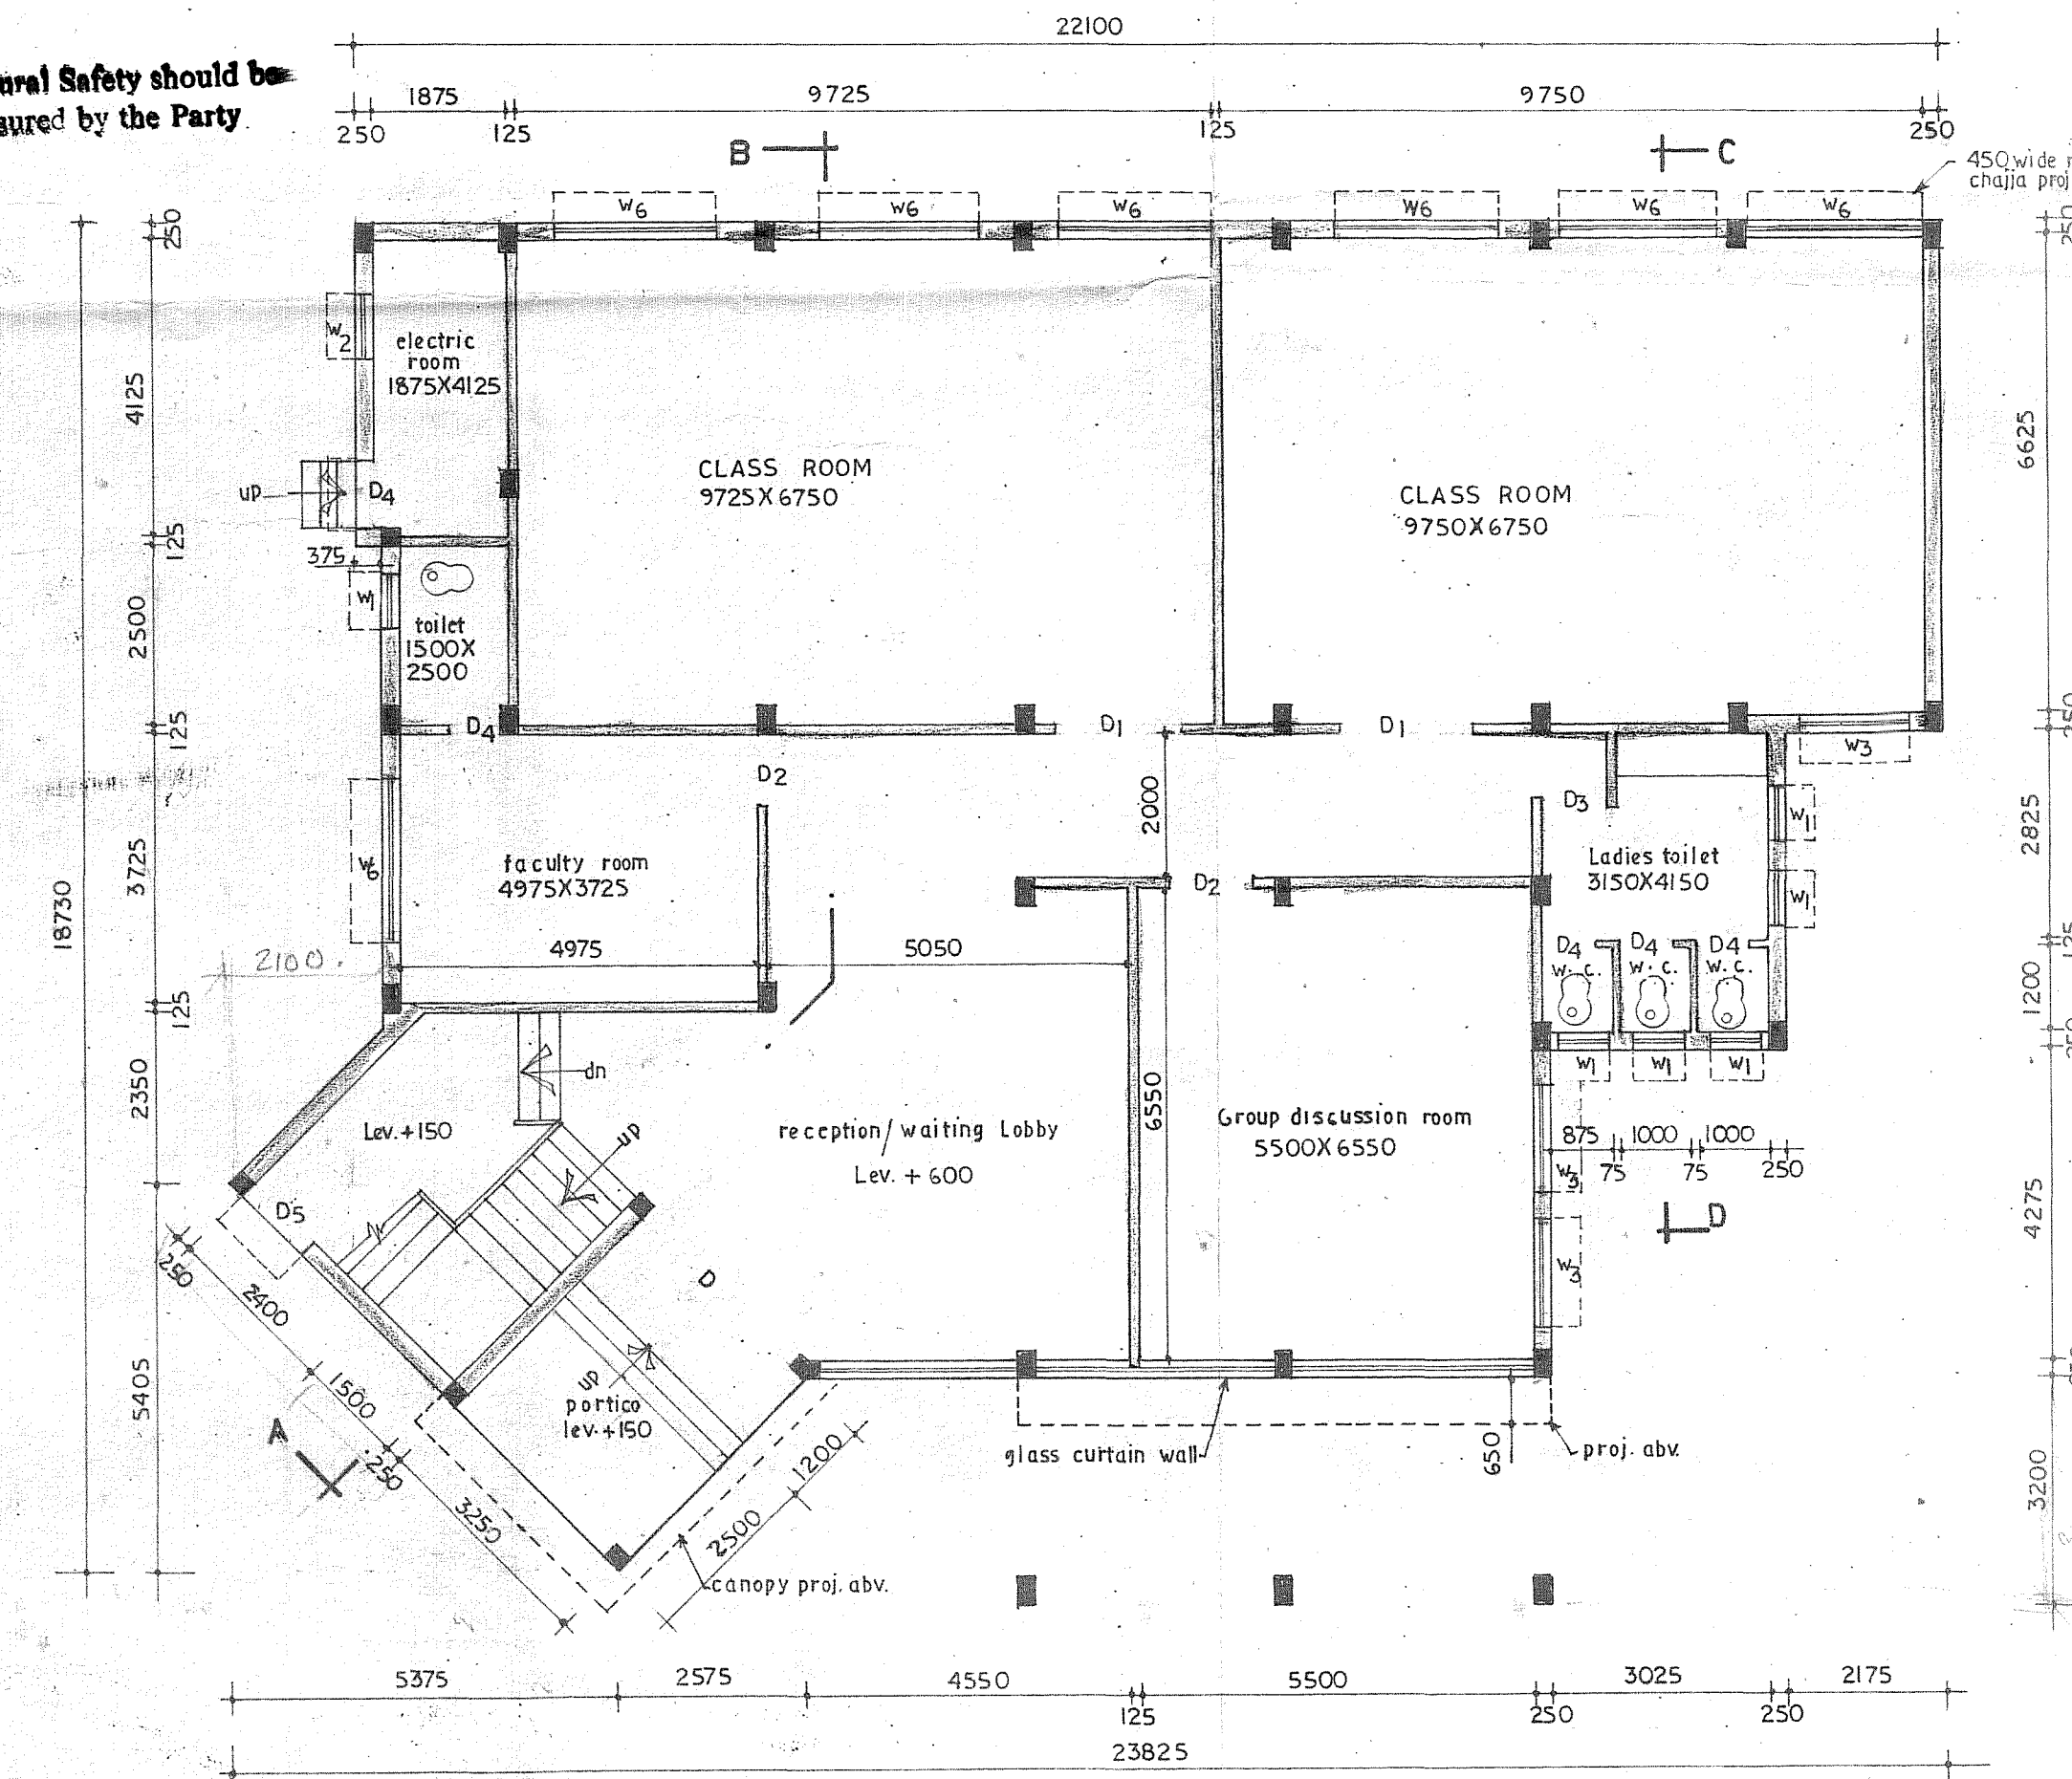 22100
ural Safety should be
sured by the Party
1875
9725
9750
250
125
125
250
B
C
450 wide
chajja proj
W6
W6
W6
W6
W6
W6
250
W2
electric
room
1875X4125
4125
6625
CLASS ROOM
9725X6750
CLASS ROOM
9750X6750
up
D4
125
375
W1
toilet
1500X
2500
2500
125
D4
D1
D1
W3
D2
2000
D3
W1
2825
3725
W6
faculty room
4975X3725
D2
Ladies toilet
3150X4150
W1
18730
2100
4975
5050
D4
D4
D4
W.C.
W.C.
W.C.
125
1200
125
W1
W1
W1
2350
dn
Lev.+150
up
reception/waiting Lobby
Lev. + 600
6550
Group discussion room
5500X6550
875
1000
1000
75
75
250
W3
D
4275
D5
250
2400
D
W3
5405
1500
up
portico
lev.+150
A
250
3250
1200
2500
glass curtain wall
650
proj. abv.
3200
canopy proj. abv.
5375
2575
4550
5500
3025
2175
125
250
250
23825